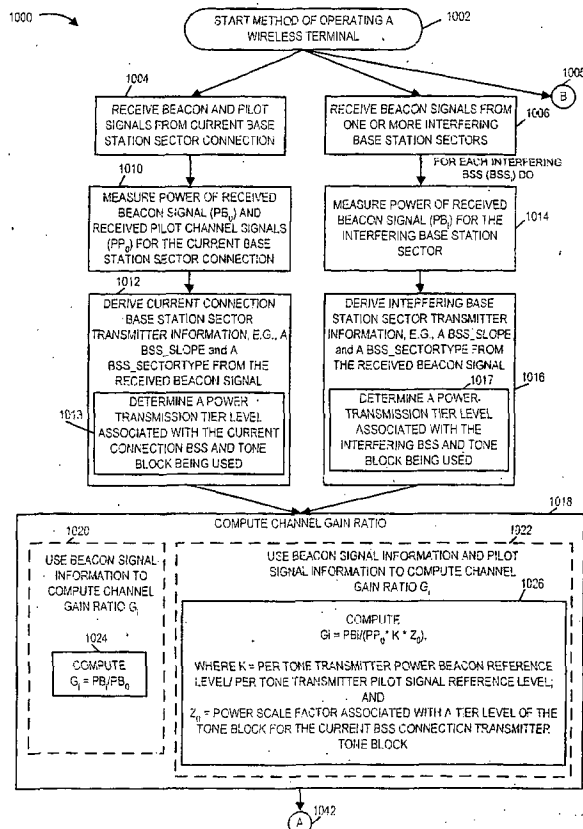 1000
START METHOD OF OPERATING A
WIRELESS TERMINAL
1002
1005
B
1004
RECEIVE BEACON AND PILOT
SIGNALS FROM CURRENT BASE
STATION SECTOR CONNECTION
RECEIVE BEACON SIGNALS FROM
ONE OR MORE INTERFERING
BASE STATION SECTORS
1006
FOR EACH INTERFERING
BSS (BSSi) DO
1010
MEASURE POWER OF RECEIVED
BEACON SIGNAL (PB0) AND
RECEIVED PILOT CHANNEL SIGNALS
(PP0) FOR THE CURRENT BASE
STATION SECTOR CONNECTION
MEASURE POWER OF RECEIVED
BEACON SIGNAL (PBi) FOR THE
INTERFERING BASE STATION
SECTOR
1014
1012
DERIVE CURRENT CONNECTION
BASE STATION SECTOR
TRANSMITTER INFORMATION, E.G., A
BSS_SLOPE and A
BSS_SECTORTYPE FROM THE
RECEIVED BEACON SIGNAL
1013
DETERMINE A POWER
TRANSMISSION TIER LEVEL
ASSOCIATED WITH THE CURRENT
CONNECTION BSS AND TONE
BLOCK BEING USED
DERIVE INTERFERING BASE
STATION SECTOR TRANSMITTER
INFORMATION, E.G., A BSS_SLOPE
and A BSS_SECTORTYPE FROM THE
RECEIVED BEACON SIGNAL
1017
1016
DETERMINE A POWER
TRANSMISSION TIER LEVEL
ASSOCIATED WITH THE
INTERFERING BSS AND TONE
BLOCK BEING USED
1018
COMPUTE CHANNEL GAIN RATIO
1020
USE BEACON SIGNAL
INFORMATION TO
COMPUTE CHANNEL
GAIN RATIO Gi
1024
COMPUTE
Gi = PBi/PB0
1022
USE BEACON SIGNAL INFORMATION AND PILOT
SIGNAL INFORMATION TO COMPUTE CHANNEL
GAIN RATIO Gi
1026
COMPUTE
Gi = PBi/(PP0* K * Z0),
WHERE K = PER TONE TRANSMITTER POWER BEACON REFERENCE
LEVEL/ PER TONE TRANSMITTER PILOT SIGNAL REFERENCE LEVEL;
AND
Z0 = POWER SCALE FACTOR ASSOCIATED WITH A TIER LEVEL OF THE
TONE BLOCK FOR THE CURRENT BSS CONNECTION TRANSMITTER
TONE BLOCK
A
1042